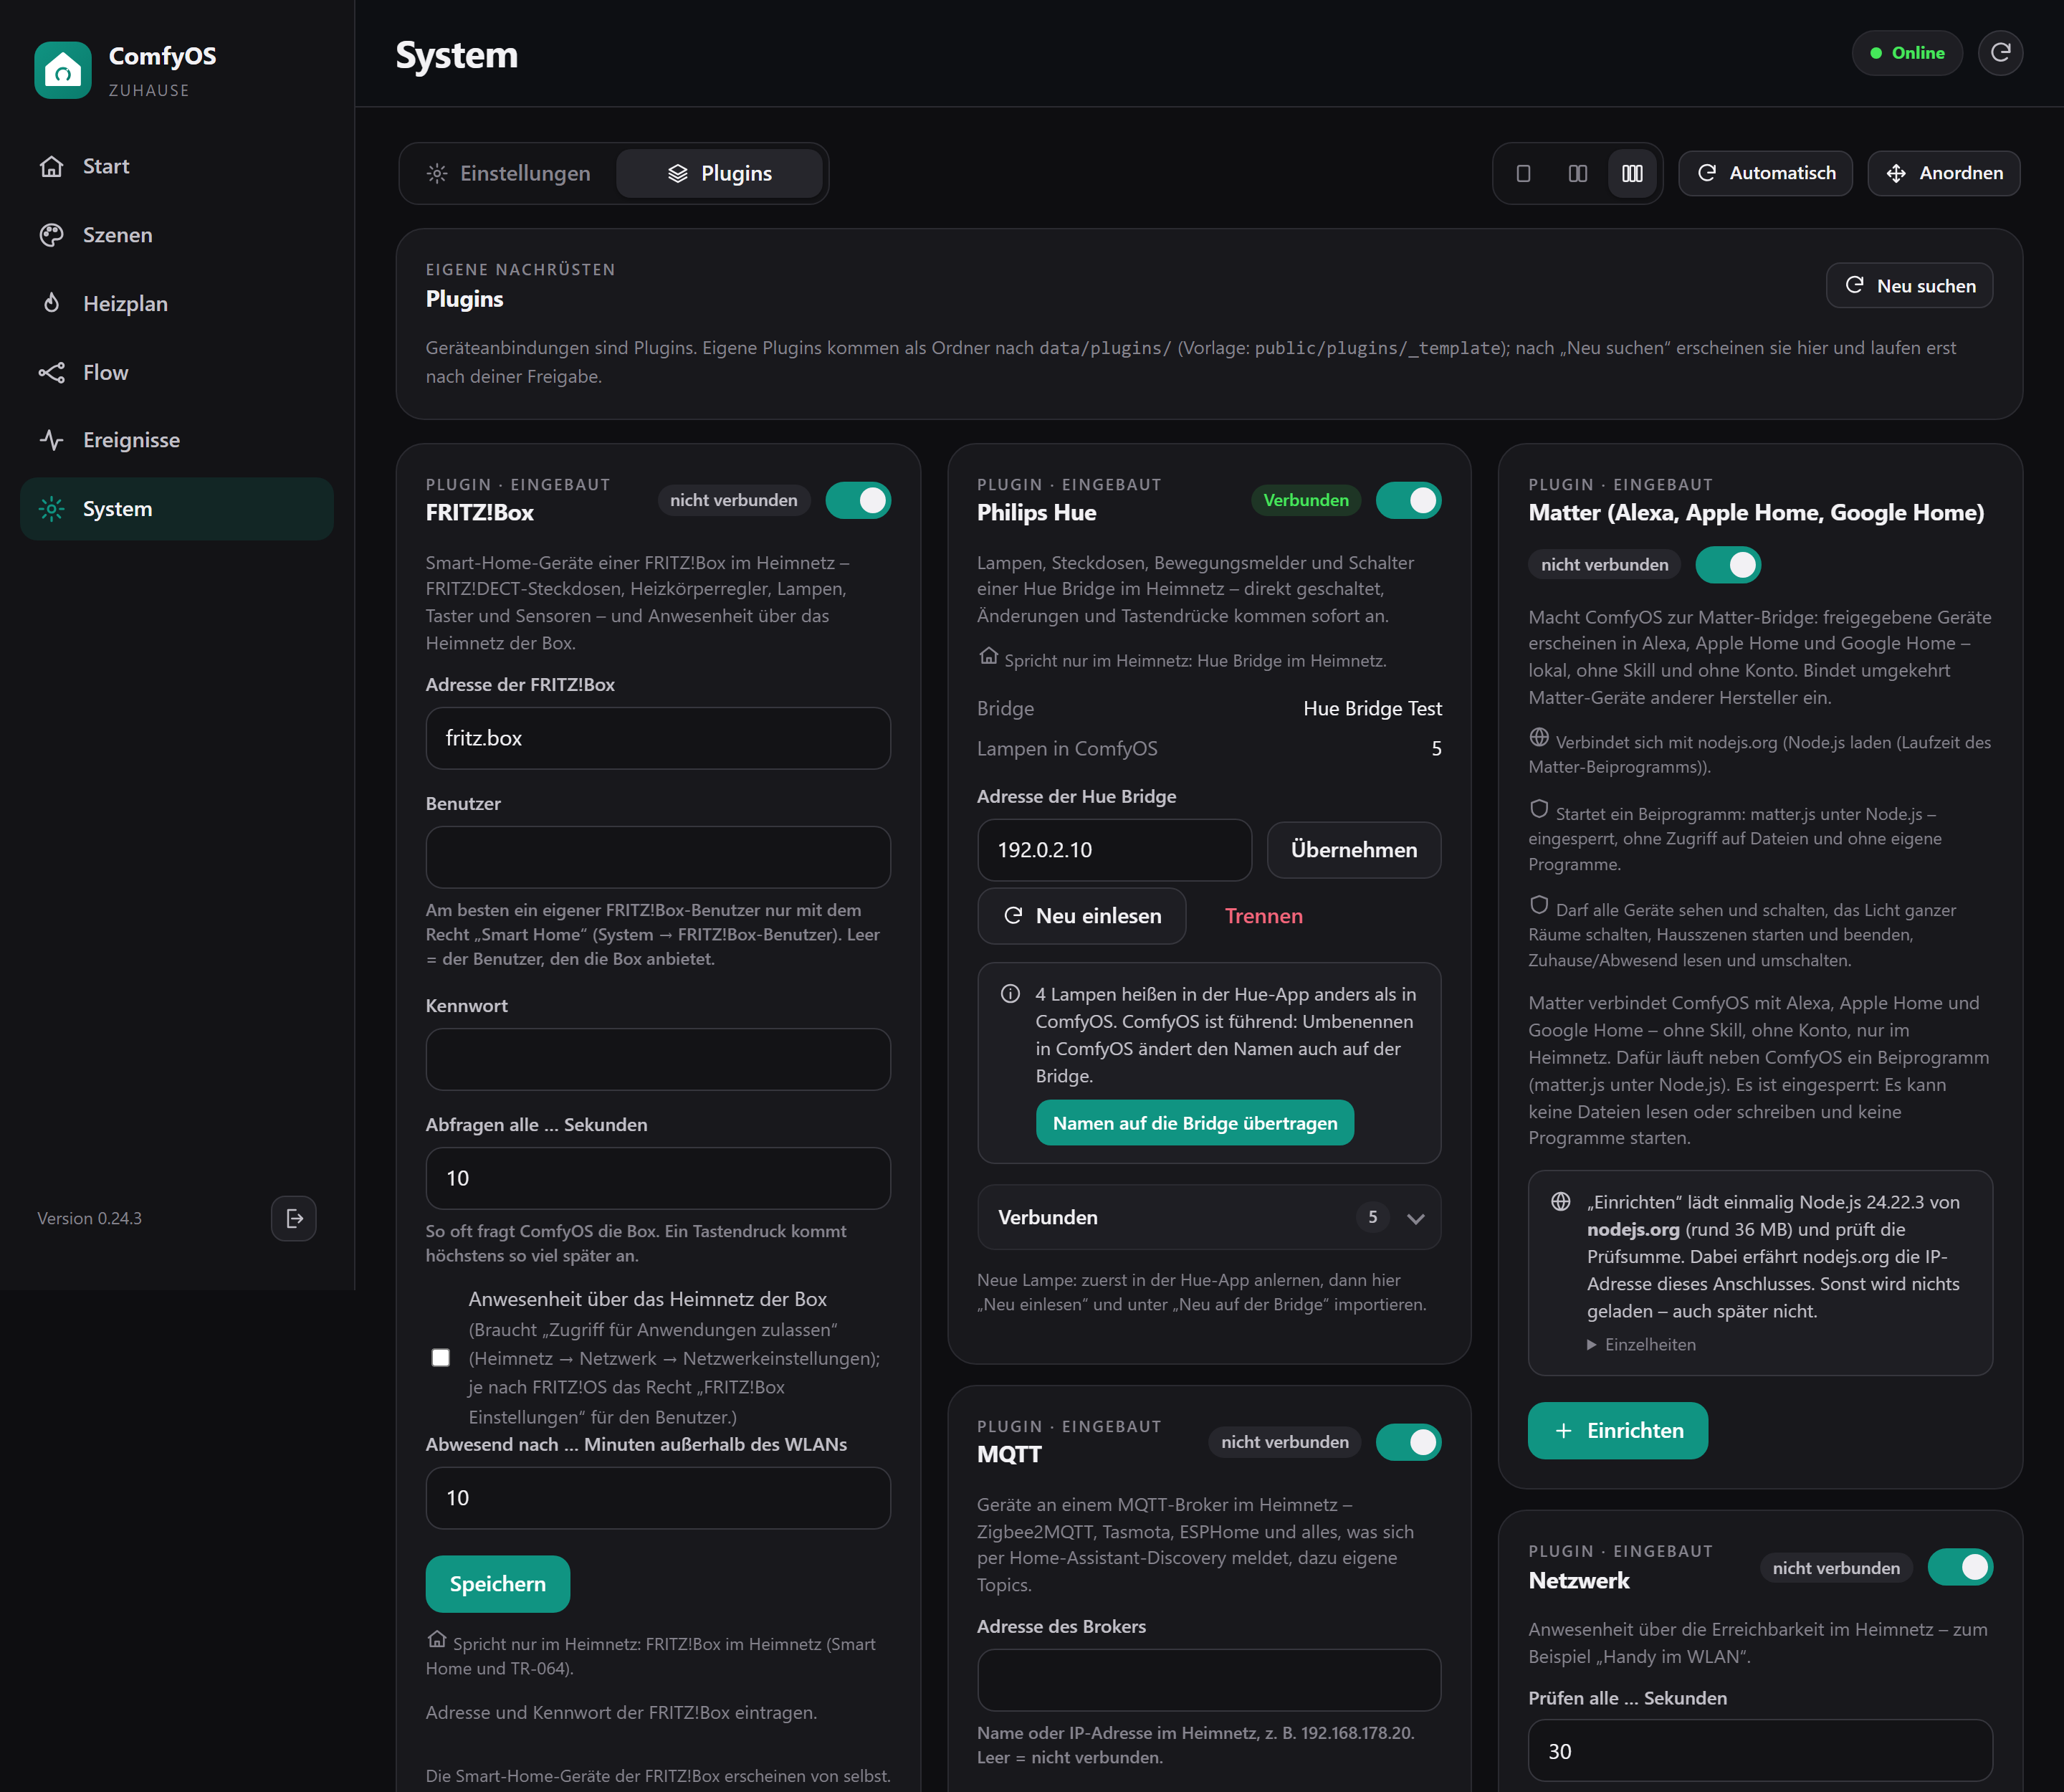 ComfyOS
ZUHAUSE
Start
Szenen
Heizplan
Flow
Ereignisse
System
Version 0.24.3
System
Online
Einstellungen
Plugins
Automatisch
Anordnen
EIGENE NACHRÜSTEN
Plugins
Neu suchen
Geräteanbindungen sind Plugins. Eigene Plugins kommen als Ordner nach data/plugins/ (Vorlage: public/plugins/_template); nach „Neu suchen“ erscheinen sie hier und laufen erst
nach deiner Freigabe.
PLUGIN · EINGEBAUT
FRITZ!Box
nicht verbunden
Smart-Home-Geräte einer FRITZ!Box im Heimnetz –
FRITZ!DECT-Steckdosen, Heizkörperregler, Lampen,
Taster und Sensoren – und Anwesenheit über das
Heimnetz der Box.
Adresse der FRITZ!Box
fritz.box
Benutzer
Am besten ein eigener FRITZ!Box-Benutzer nur mit dem
Recht „Smart Home“ (System → FRITZ!Box-Benutzer). Leer
= der Benutzer, den die Box anbietet.
Kennwort
Abfragen alle … Sekunden
10
So oft fragt ComfyOS die Box. Ein Tastendruck kommt
höchstens so viel später an.
Anwesenheit über das Heimnetz der Box
(Braucht „Zugriff für Anwendungen zulassen“
(Heimnetz → Netzwerk → Netzwerkeinstellungen);
je nach FRITZ!OS das Recht „FRITZ!Box
Einstellungen“ für den Benutzer.)
Abwesend nach … Minuten außerhalb des WLANs
10
Speichern
Spricht nur im Heimnetz: FRITZ!Box im Heimnetz (Smart
Home und TR-064).
Adresse und Kennwort der FRITZ!Box eintragen.
Die Smart-Home-Geräte der FRITZ!Box erscheinen von selbst.
PLUGIN · EINGEBAUT
Philips Hue
Verbunden
Lampen, Steckdosen, Bewegungsmelder und Schalter
einer Hue Bridge im Heimnetz – direkt geschaltet,
Änderungen und Tastendrücke kommen sofort an.
Spricht nur im Heimnetz: Hue Bridge im Heimnetz.
Bridge
Hue Bridge Test
Lampen in ComfyOS
5
Adresse der Hue Bridge
192.0.2.10
Übernehmen
Neu einlesen
Trennen
4 Lampen heißen in der Hue-App anders als in
ComfyOS. ComfyOS ist führend: Umbenennen
in ComfyOS ändert den Namen auch auf der
Bridge.
Namen auf die Bridge übertragen
Verbunden
5
Neue Lampe: zuerst in der Hue-App anlernen, dann hier
„Neu einlesen“ und unter „Neu auf der Bridge“ importieren.
PLUGIN · EINGEBAUT
MQTT
nicht verbunden
Geräte an einem MQTT-Broker im Heimnetz –
Zigbee2MQTT, Tasmota, ESPHome und alles, was sich
per Home-Assistant-Discovery meldet, dazu eigene
Topics.
Adresse des Brokers
Name oder IP-Adresse im Heimnetz, z. B. 192.168.178.20.
Leer = nicht verbunden.
PLUGIN · EINGEBAUT
Matter (Alexa, Apple Home, Google Home)
nicht verbunden
Macht ComfyOS zur Matter-Bridge: freigegebene Geräte
erscheinen in Alexa, Apple Home und Google Home –
lokal, ohne Skill und ohne Konto. Bindet umgekehrt
Matter-Geräte anderer Hersteller ein.
Verbindet sich mit nodejs.org (Node.js laden (Laufzeit des
Matter-Beiprogramms)).
Startet ein Beiprogramm: matter.js unter Node.js –
eingesperrt, ohne Zugriff auf Dateien und ohne eigene
Programme.
Darf alle Geräte sehen und schalten, das Licht ganzer
Räume schalten, Hausszenen starten und beenden,
Zuhause/Abwesend lesen und umschalten.
Matter verbindet ComfyOS mit Alexa, Apple Home und
Google Home – ohne Skill, ohne Konto, nur im
Heimnetz. Dafür läuft neben ComfyOS ein Beiprogramm
(matter.js unter Node.js). Es ist eingesperrt: Es kann
keine Dateien lesen oder schreiben und keine
Programme starten.
„Einrichten“ lädt einmalig Node.js 24.22.3 von
nodejs.org (rund 36 MB) und prüft die
Prüfsumme. Dabei erfährt nodejs.org die IP-
Adresse dieses Anschlusses. Sonst wird nichts
geladen – auch später nicht.
Einzelheiten
Einrichten
PLUGIN · EINGEBAUT
Netzwerk
nicht verbunden
Anwesenheit über die Erreichbarkeit im Heimnetz – zum
Beispiel „Handy im WLAN“.
Prüfen alle … Sekunden
30